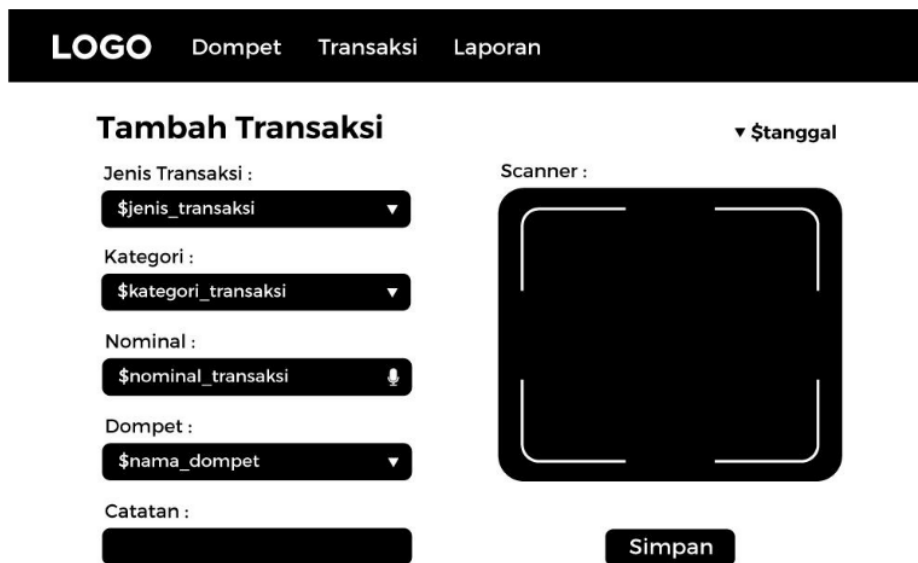 LOGO Dompet Transaksi Laporan
Tambah Transaksi
$tanggal
Jenis Transaksi :
$jenis_transaksi
Kategori :
$kategori_transaksi
Nominal :
$nominal_transaksi
Dompet :
$nama_dompet
Catatan :
Scanner :
Simpan